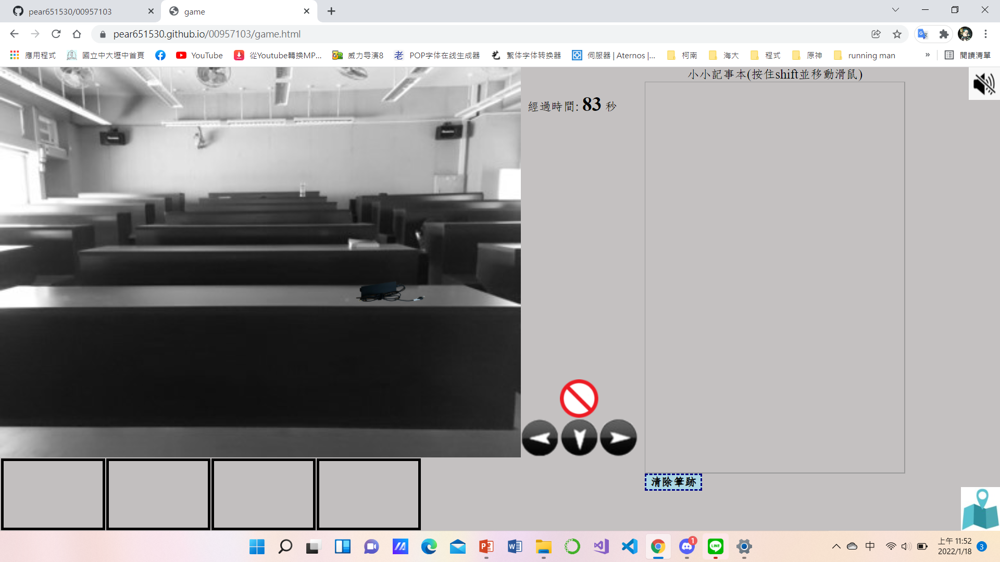 pear651530/00957103
game
pear651530.github.io/00957103/game.html
應用程式
國立中大壢中首頁
YouTube
從Youtube轉換MP...
威力导演8
老 POP字体在线生成器
繁体字体转换器
伺服器 | Aternos |...
柯南
海大
程式
原神
running man
»
閱讀清單
小小記事本(按住shift並移動滑鼠)
經過時間: 83 秒
清除筆跡
1
中
上午 11:52
2022/1/18
3